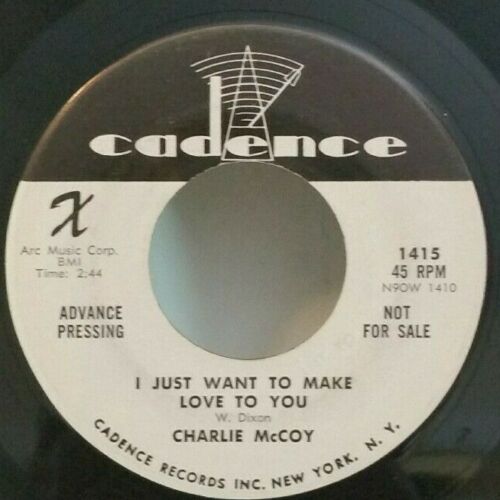 cadence
X
Arc Music Corp.
BMI
Time: 2:44
ADVANCE
PRESSING
1415
45 RPM
N9OW 1410
NOT
FOR SALE
I JUST WANT TO MAKE
LOVE TO YOU
W. Dixon
CHARLIE McCOY
CADENCE RECORDS INC. NEW YORK, N. Y.